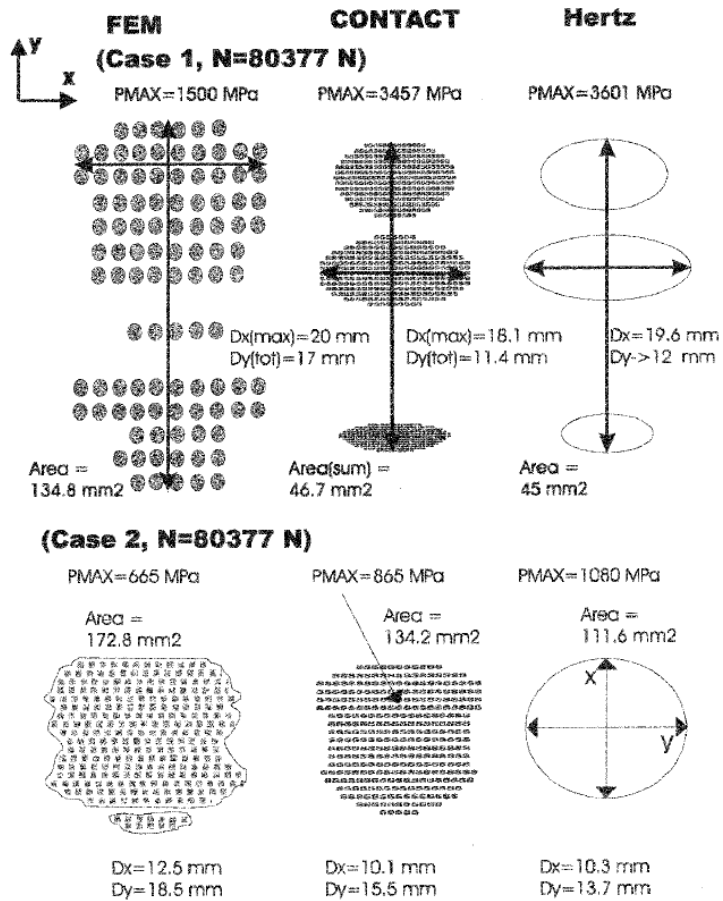 FEM CONTACT Hertz
y
(Case 1, N=80377 N)
x
PMAX=1500 MPa PMAX=3457 MPa PMAX=3601 MPa
Dx(max)=20 mm Dx(max)=18.1 mm Dx=19.6 mm
Dy(tot)=17 mm Dy(tot)=11.4 mm Dy->12 mm
Area = Area(sum) = Area =
134.8 mm2 46.7 mm2 45 mm2
(Case 2, N=80377 N)
PMAX=665 MPa PMAX=865 MPa PMAX=1080 MPa
Area = Area = Area =
172.8 mm2 134.2 mm2 111.6 mm2
x
y
Dx=12.5 mm Dx=10.1 mm Dx=10.3 mm
Dy=18.5 mm Dy=15.5 mm Dy=13.7 mm